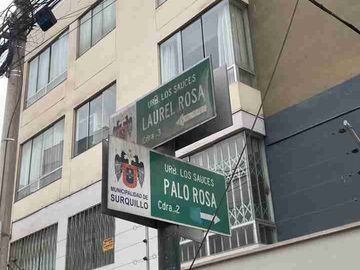 URB. LOS SAUCES
LAUREL ROSA
Cdra. 3
URB. LOS SAUCES
PALO ROSA
Cdra. 2
MUNICIPALIDAD DE
SURQUILLO